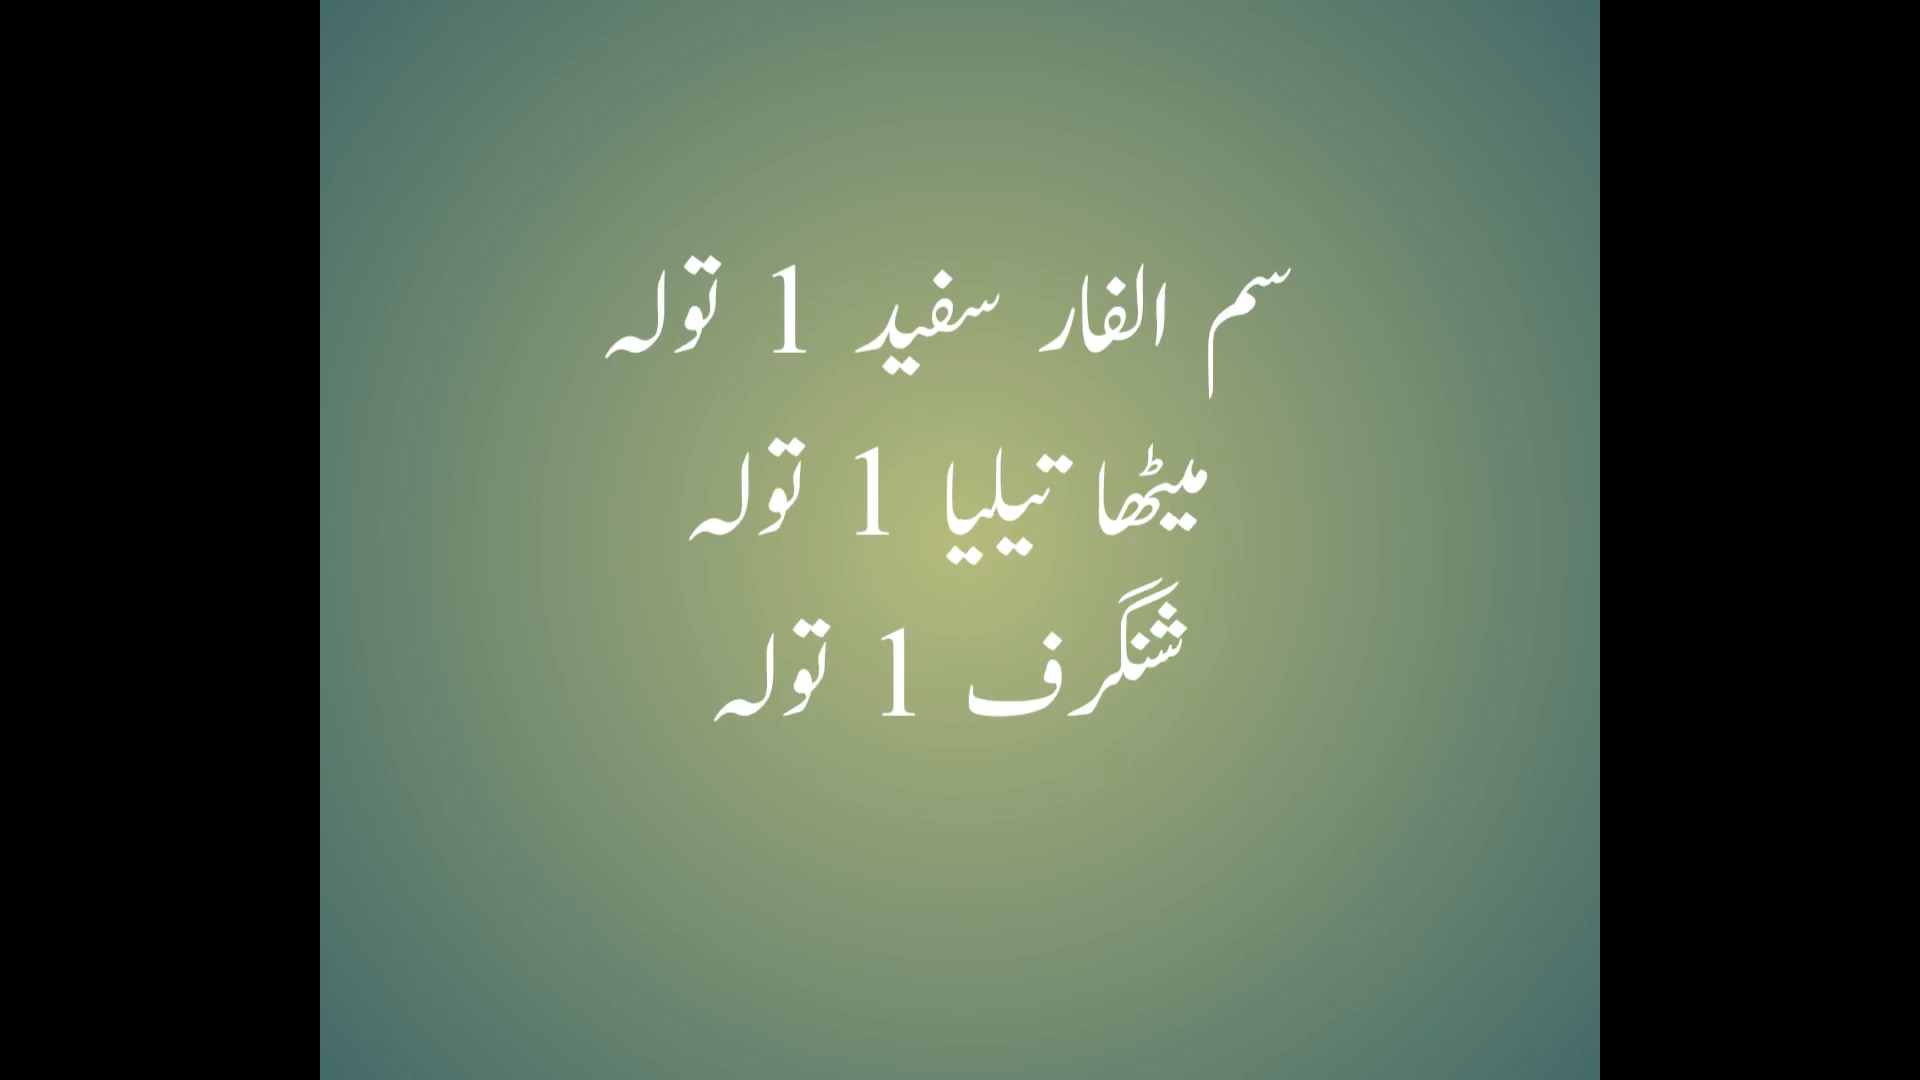 سم الفار سفید 1 تولہ
میٹھا تیلیا 1 تولہ
شنگرف 1 تولہ